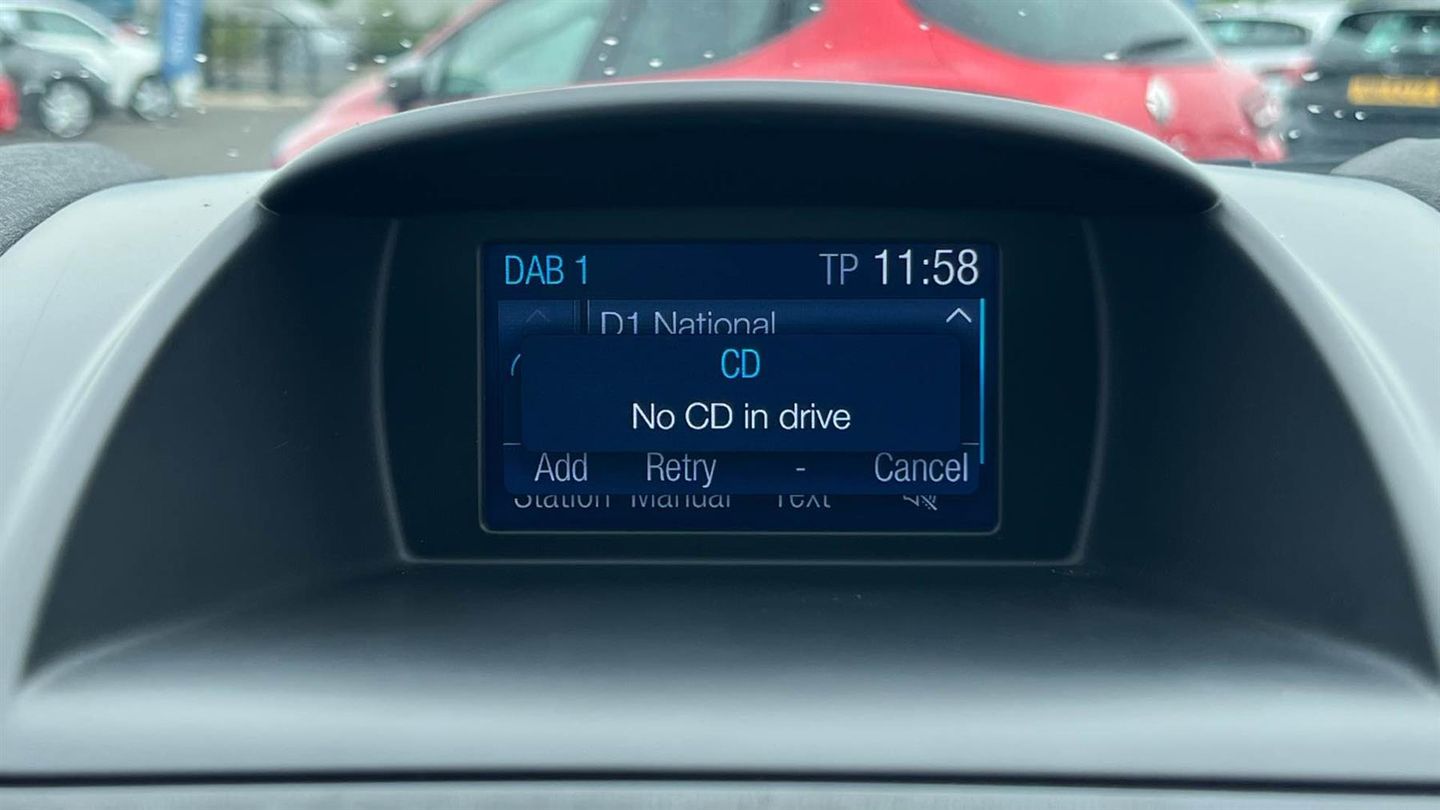 DAB 1 TP 11:58
D1 National
CD
No CD in drive
Add Retry - Cancel
Station Manual Text